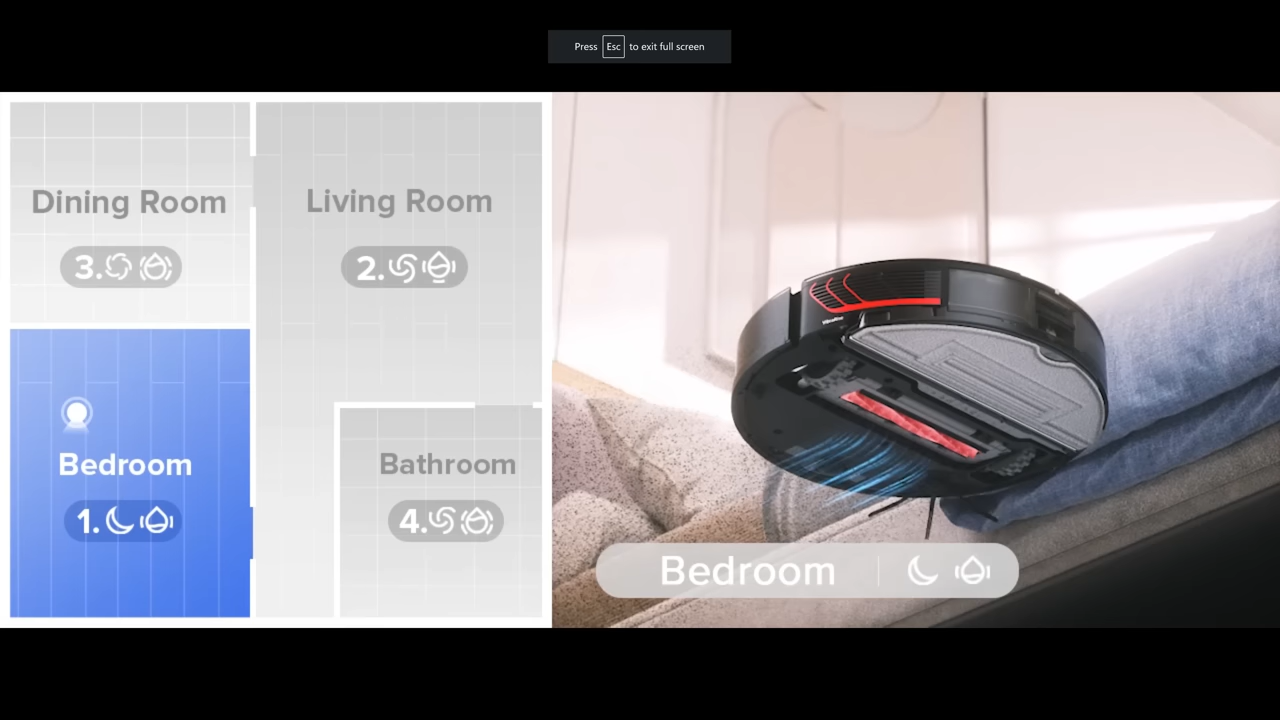 Press Esc to exit full screen
Dining Room
3.
Living Room
2.
Bedroom
1.
Bathroom
4.
Bedroom